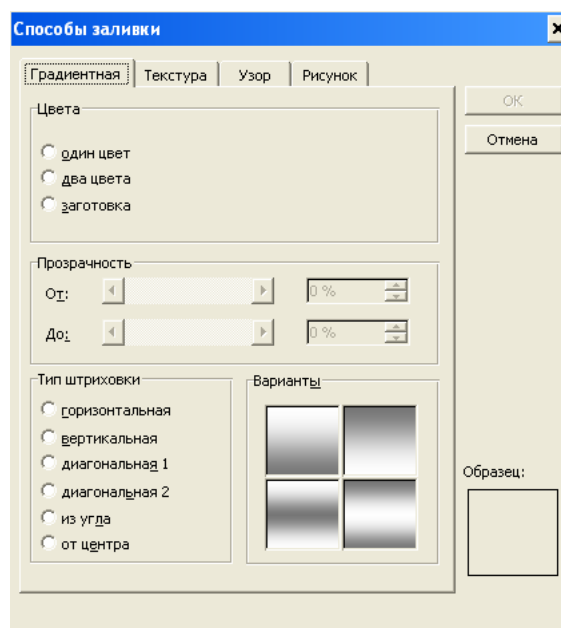 Способы заливки
Градиентная Текстура Узор Рисунок
Цвета
один цвет
два цвета
заготовка
ОК
Отмена
Прозрачность
От: 0 %
До: 0 %
Тип штриховки
горизонтальная
вертикальная
диагональная 1
диагональная 2
из угла
от центра
Варианты
Образец: